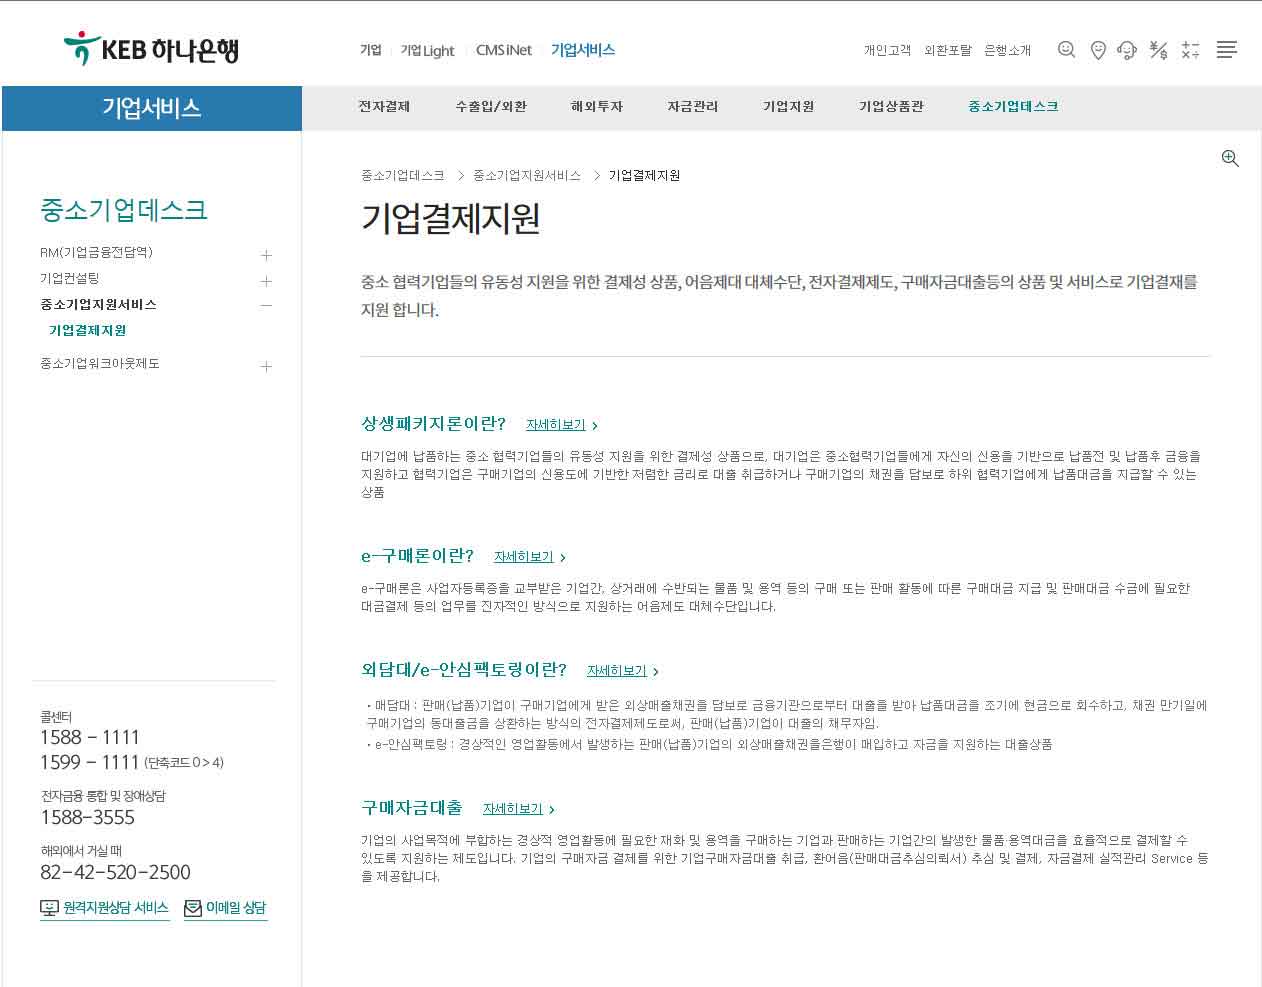 KEB 하나은행
기업 기업Light CMS iNet 기업서비스
개인고객 외환포탈 은행소개
기업서비스
전자결제 수출입/외환 해외투자 자금관리 기업지원 기업상품관 중소기업데스크
중소기업데스크 > 중소기업지원서비스 > 기업결제지원
기업결제지원
중소 협력기업들의 유동성 지원을 위한 결제성 상품, 어음제대 대체수단, 전자결제제도, 구매자금대출등의 상품 및 서비스로 기업결재를
지원 합니다.
중소기업데스크
RM(기업금융전담역)
기업컨설팅
중소기업지원서비스
기업결제지원
중소기업워크아웃제도
상생패키지론이란? 자세히보기
대기업에 납품하는 중소 협력기업들의 유동성 지원을 위한 결제성 상품으로, 대기업은 중소협력기업들에게 자신의 신용을 기반으로 납품전 및 납품후 금융을
지원하고 협력기업은 구매기업의 신용도에 기반한 저렴한 금리로 대출 취급하거나 구매기업의 채권을 담보로 하위 협력기업에게 납품대금을 지급할 수 있는
상품
e-구매론이란? 자세히보기
e-구매론은 사업자등록증을 교부받은 기업간, 상거래에 수반되는 물품 및 용역 등의 구매 또는 판매 활동에 따른 구매대금 지급 및 판매대금 수금에 필요한
대금결제 등의 업무를 전자적인 방식으로 지원하는 어음제도 대체수단입니다.
외담대/e-안심팩토링이란? 자세히보기
· 매담대 : 판매(납품)기업이 구매기업에게 받은 외상매출채권을 담보로 금융기관으로부터 대출을 받아 납품대금을 조기에 현금으로 회수하고, 채권 만기일에
구매기업의 동대출금을 상환하는 방식의 전자결제제도로써, 판매(납품)기업이 대출의 채무자임.
· e-안심팩토링 : 경상적인 영업활동에서 발생하는 판매(납품)기업의 외상매출채권을은행이 매입하고 자금을 지원하는 대출상품
구매자금대출 자세히보기
기업의 사업목적에 부합하는 경상적 영업활동에 필요한 재화 및 용역을 구매하는 기업과 판매하는 기업간의 발생한 물품·용역대금을 효율적으로 결제할 수
있도록 지원하는 제도입니다. 기업의 구매자금 결제를 위한 기업구매자금대출 취급, 환어음(판매대금추심의뢰서) 추심 및 결제, 자금결제 실적관리 Service 등
을 제공합니다.
콜센터
1588 - 1111
1599 - 1111 (단축코드 0 > 4)
전자금융 통합 및 장애상담
1588-3555
해외에서 거실 때
82-42-520-2500
원격지원상담 서비스 이메일 상담